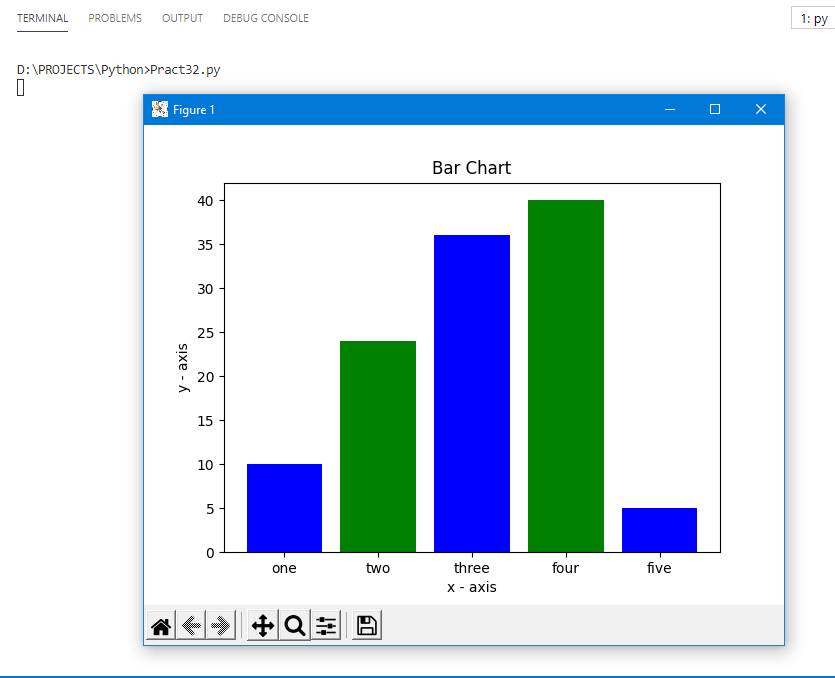 TERMINAL PROBLEMS OUTPUT DEBUG CONSOLE 1: py
D:\PROJECTS\Python>Pract32.py
Figure 1
Bar Chart
40
35
30
25
20
15
10
5
0
y - axis
one two three four five
x - axis